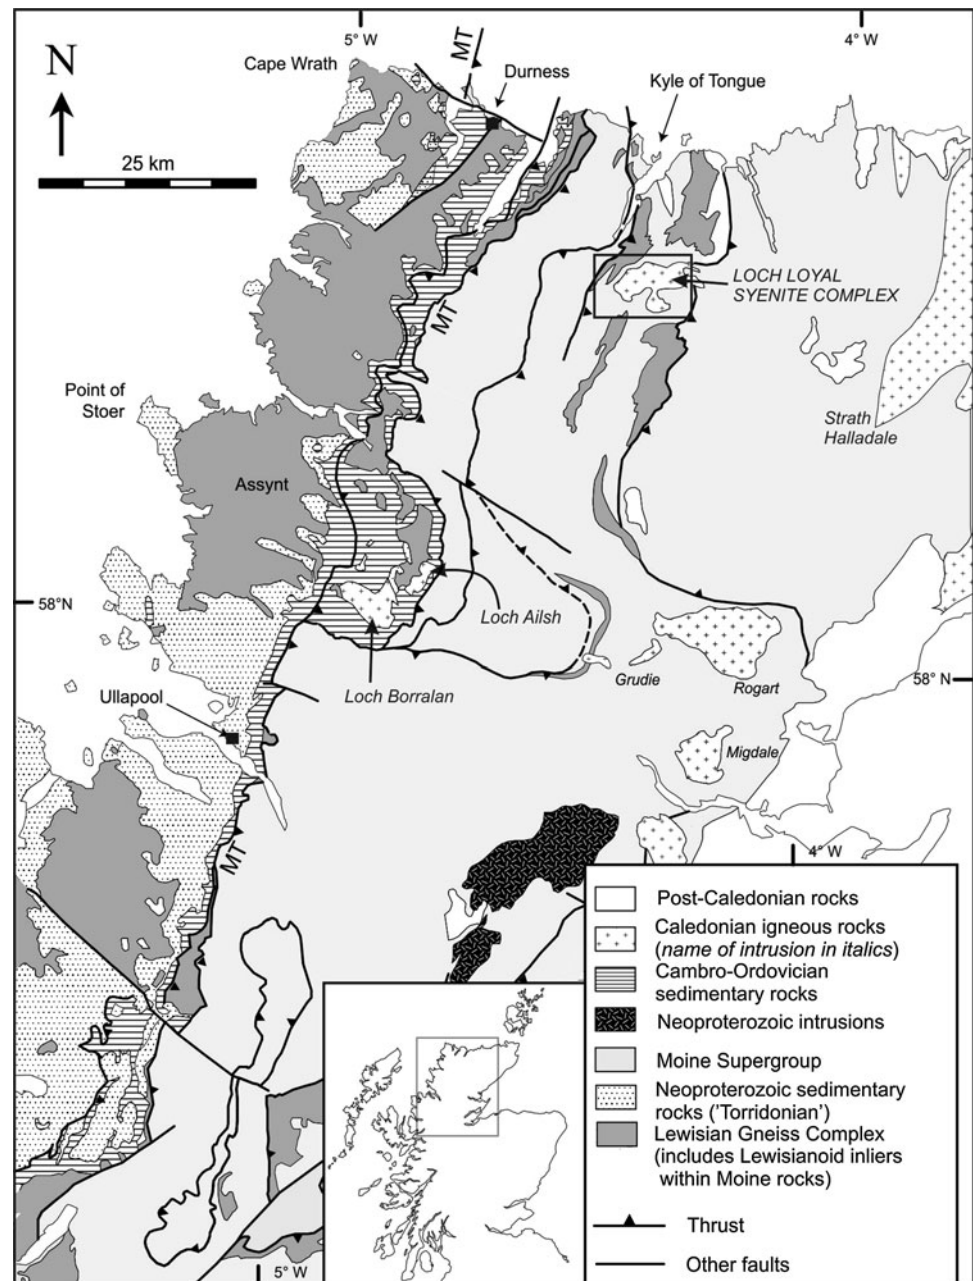 5° W
4° W
MT
N
Cape Wrath
Durness
Kyle of Tongue
25 km
LOCH LOYAL
SYENITE COMPLEX
MT
Point of
Stoer
Strath
Halladale
Assynt
58°N
Loch Ailsh
Loch Borralan
Grudie
Rogart
58° N
Ullapool
Migdale
MT
4° W
Post-Caledonian rocks
Caledonian igneous rocks
(name of intrusion in italics)
Cambro-Ordovician
sedimentary rocks
Neoproterozoic intrusions
Moine Supergroup
Neoproterozoic sedimentary
rocks ('Torridonian')
Lewisian Gneiss Complex
(includes Lewisianoid inliers
within Moine rocks)
Thrust
Other faults
5° W